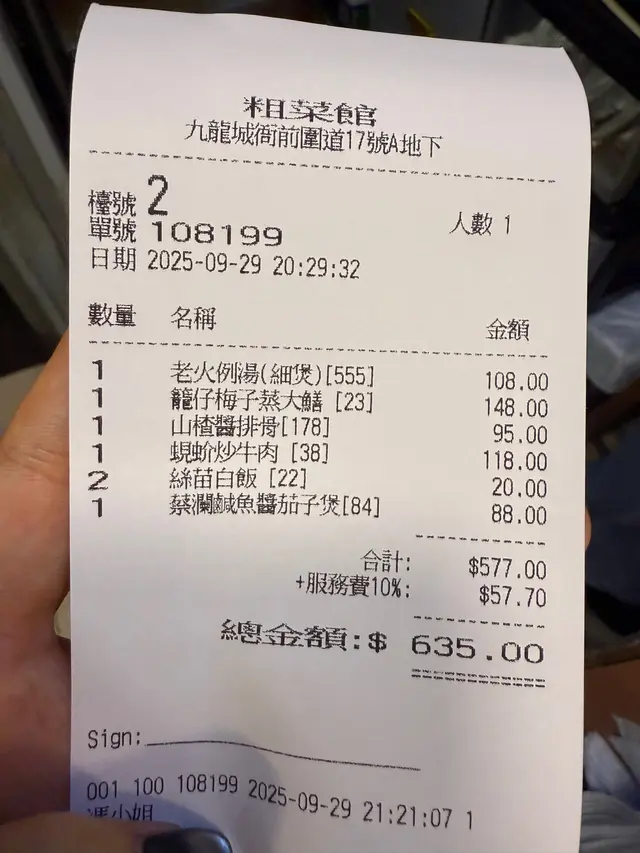 粗菜館
九龍城衙前圍道17號A地下
檯號 2
人數 1
單號 108199
日期 2025-09-29 20:29:32
數量 名稱 金額
1 老火例湯(細煲)[555] 108.00
1 籠仔梅子蒸大鱔 [23] 148.00
1 山楂醬排骨[178] 95.00
1 蜆蚧炒牛肉 [38] 118.00
2 絲苗白飯 [22] 20.00
1 蔡瀾鹹魚醬茄子煲[84] 88.00
合計: $577.00
+服務費10%: $57.70
總金額:$ 635.00
Sign:
001 100 108199 2025-09-29 21:21:07 1
馮小姐